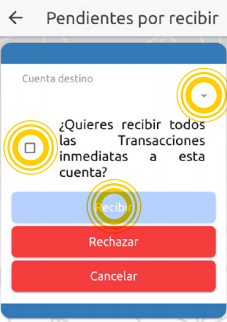 Pendientes por recibir
Cuenta destino
¿Quieres recibir todos
las Transacciones
inmediatas a esta
cuenta?
Recibir
Rechazar
Cancelar